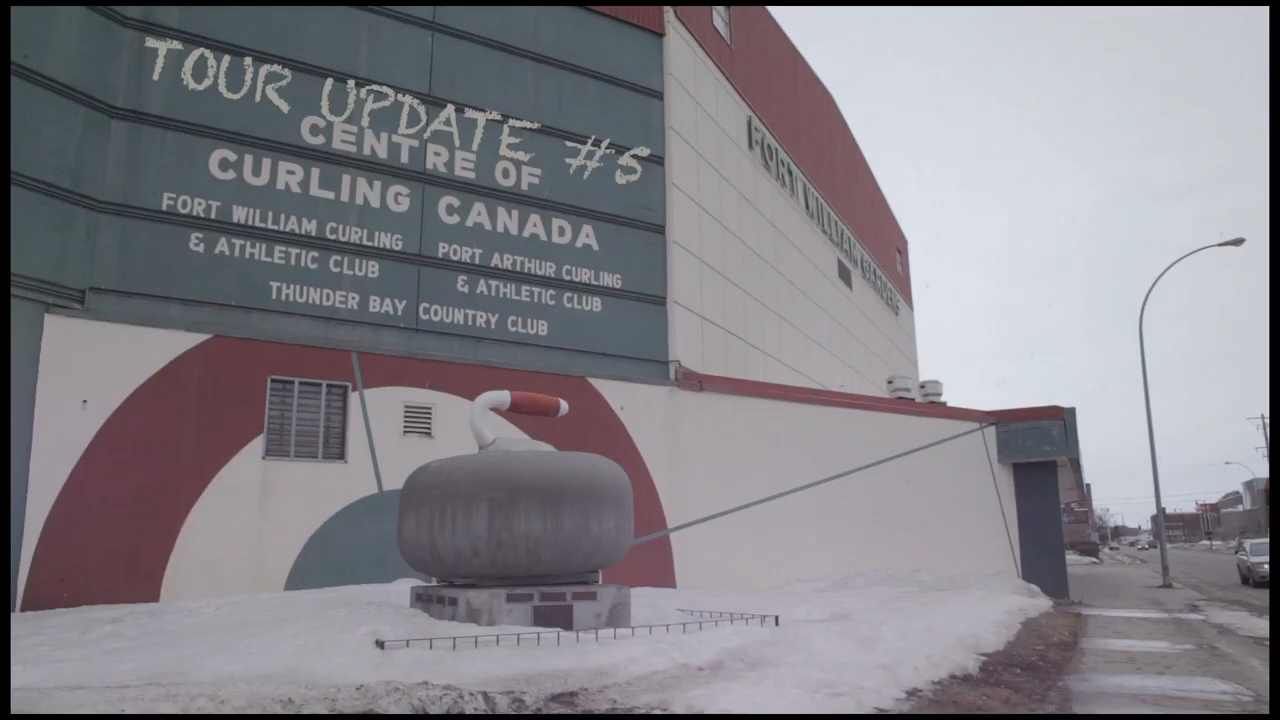 TOUR UPDATE #5
CENTRE OF
CURLING CANADA
FORT WILLIAM CURLING
& ATHLETIC CLUB
PORT ARTHUR CURLING
& ATHLETIC CLUB
THUNDER BAY COUNTRY CLUB
FORT WILLIAM GARDENS